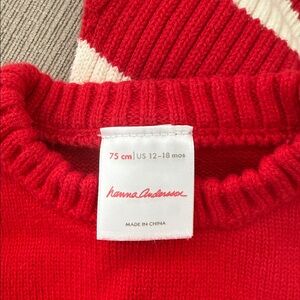 75 cm | US 12-18 mos
hanna andersson
MADE IN CHINA